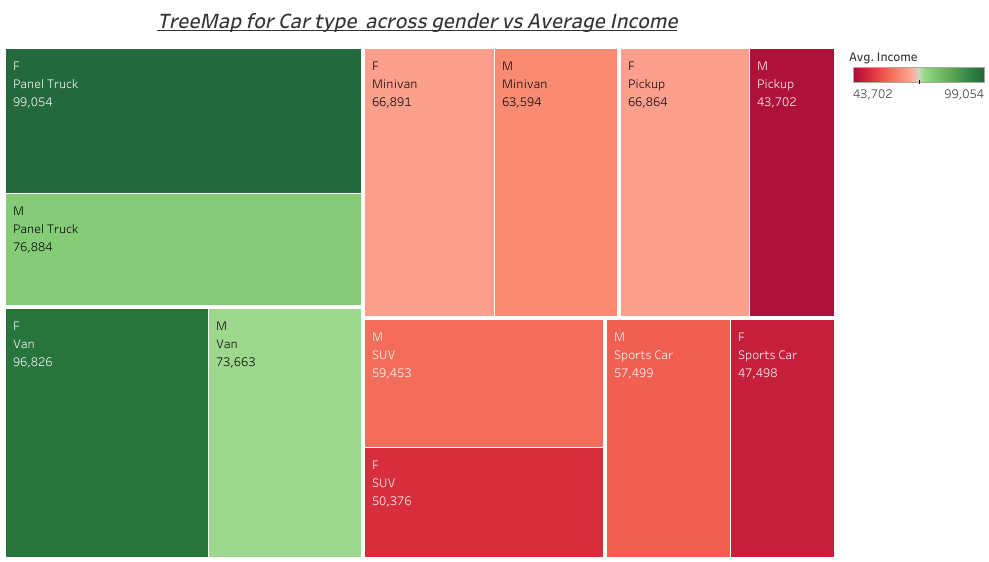 TreeMap for Car type across gender vs Average Income
F
Panel Truck
99,054
M
Panel Truck
76,884
F
Van
96,826
M
Van
73,663
F
Minivan
66,891
M
Minivan
63,594
F
Pickup
66,864
M
Pickup
43,702
M
SUV
59,453
F
SUV
50,376
M
Sports Car
57,499
F
Sports Car
47,498
Avg. Income
43,702 99,054